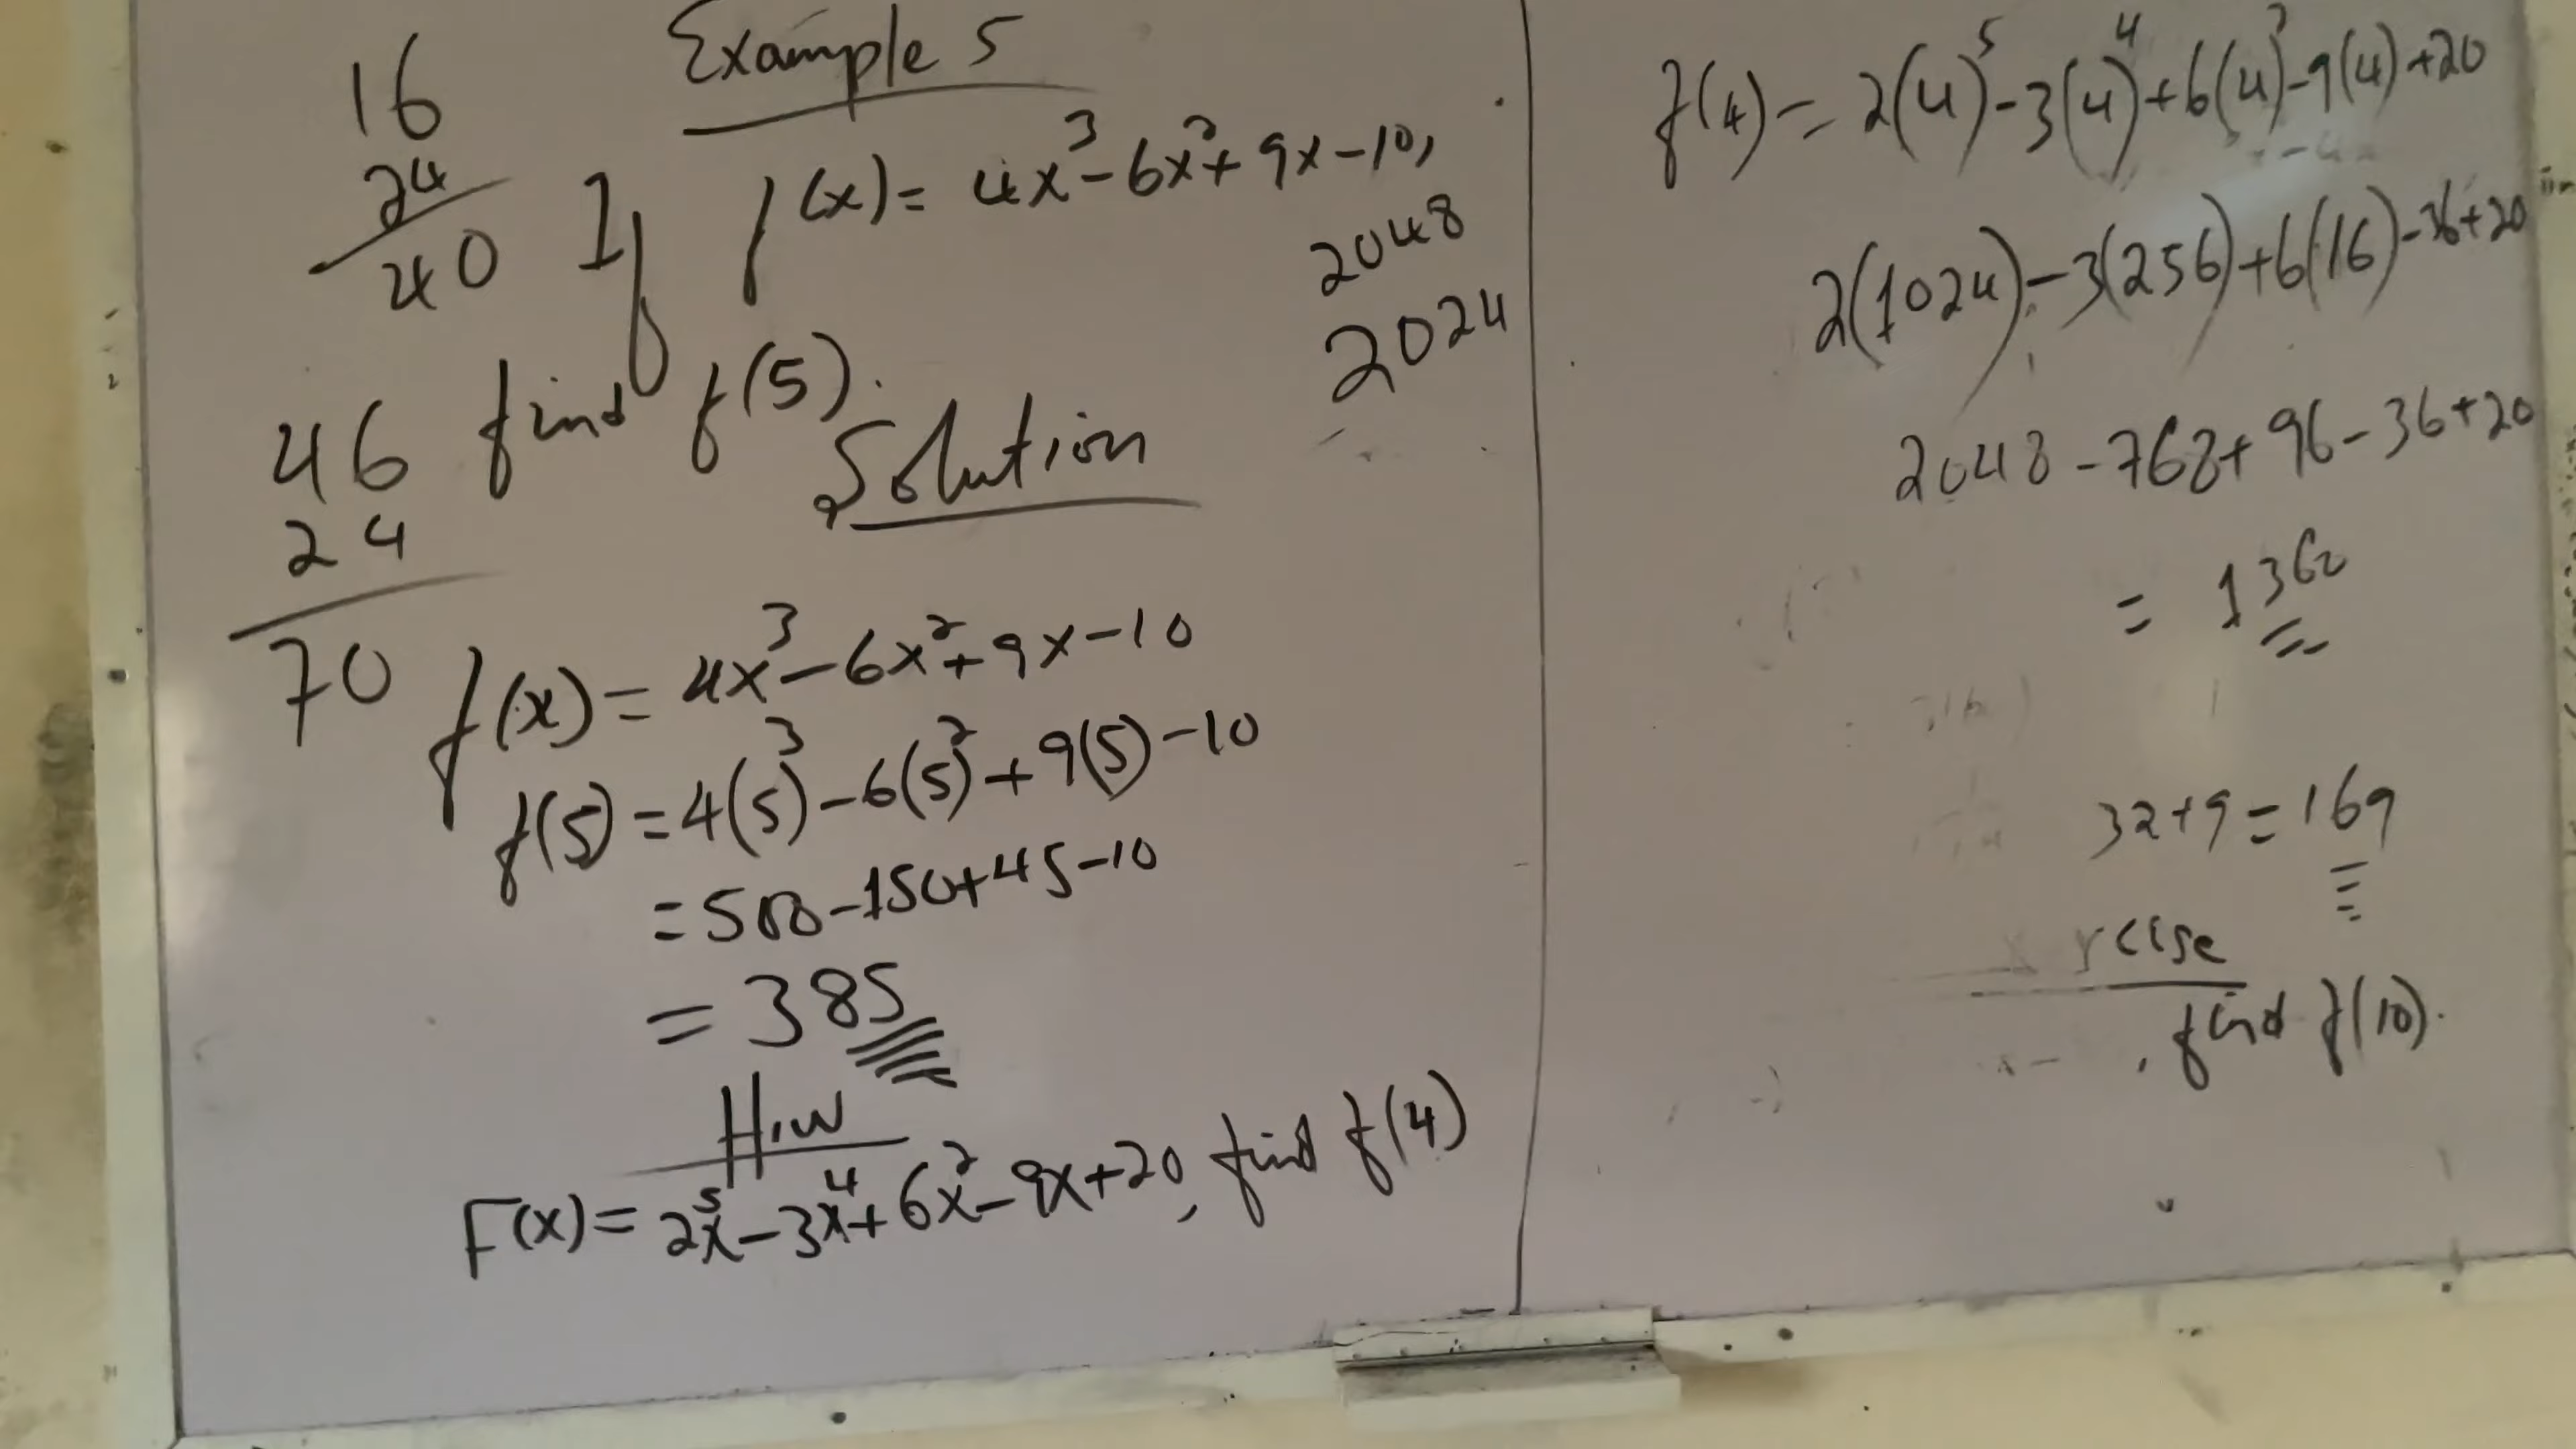 Example 5
16
24
40
If f(x) = 4x³ - 6x² + 9x - 10,
2048
2024
find f(5).
46
24
70
Solution
f(x) = 4x³ - 6x² + 9x - 10
f(5) = 4(5)³ - 6(5)² + 9(5) - 10
= 500 - 150 + 45 - 10
= 385
H.W
F(x) = 2x⁵ - 3x⁴ + 6x² - 9x + 20, find f(4)
f(4) = 2(4)⁵ - 3(4)⁴ + 6(4)² - 9(4) + 20
2(1024) - 3(256) + 6(16) - 36 + 20
2048 - 768 + 96 - 36 + 20
= 1360
32 + 9 = 169
rcise
, find f(10).